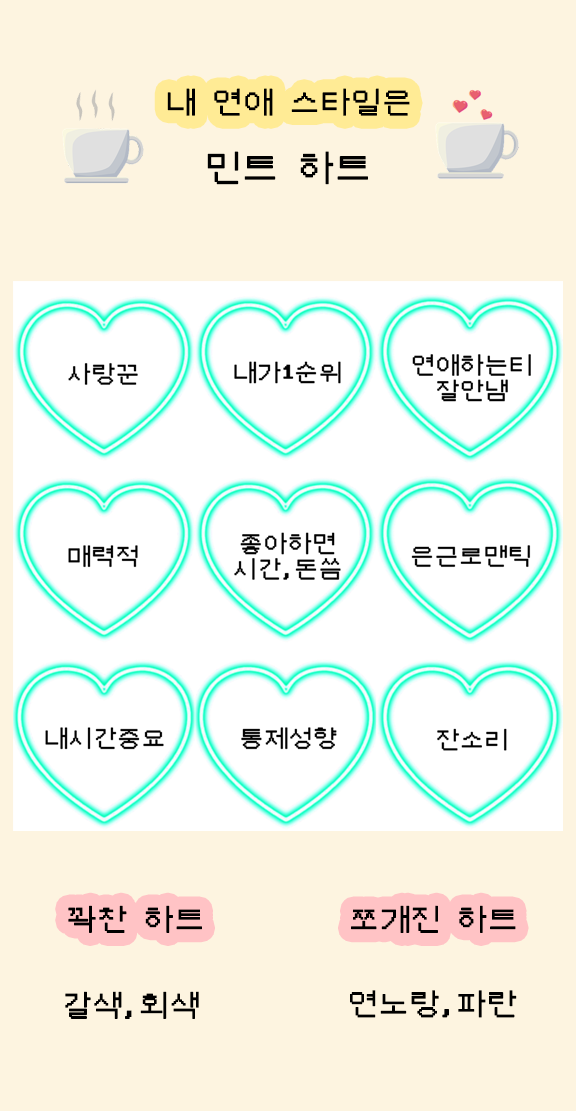 내 연애 스타일은
민트 하트
사랑꾼
내가1순위
연애하는티
잘안냄
매력적
좋아하면
시간, 돈씀
은근로맨틱
내시간중요
통제성향
잔소리
꽉찬 하트
쪼개진 하트
갈색, 회색
연노랑, 파란